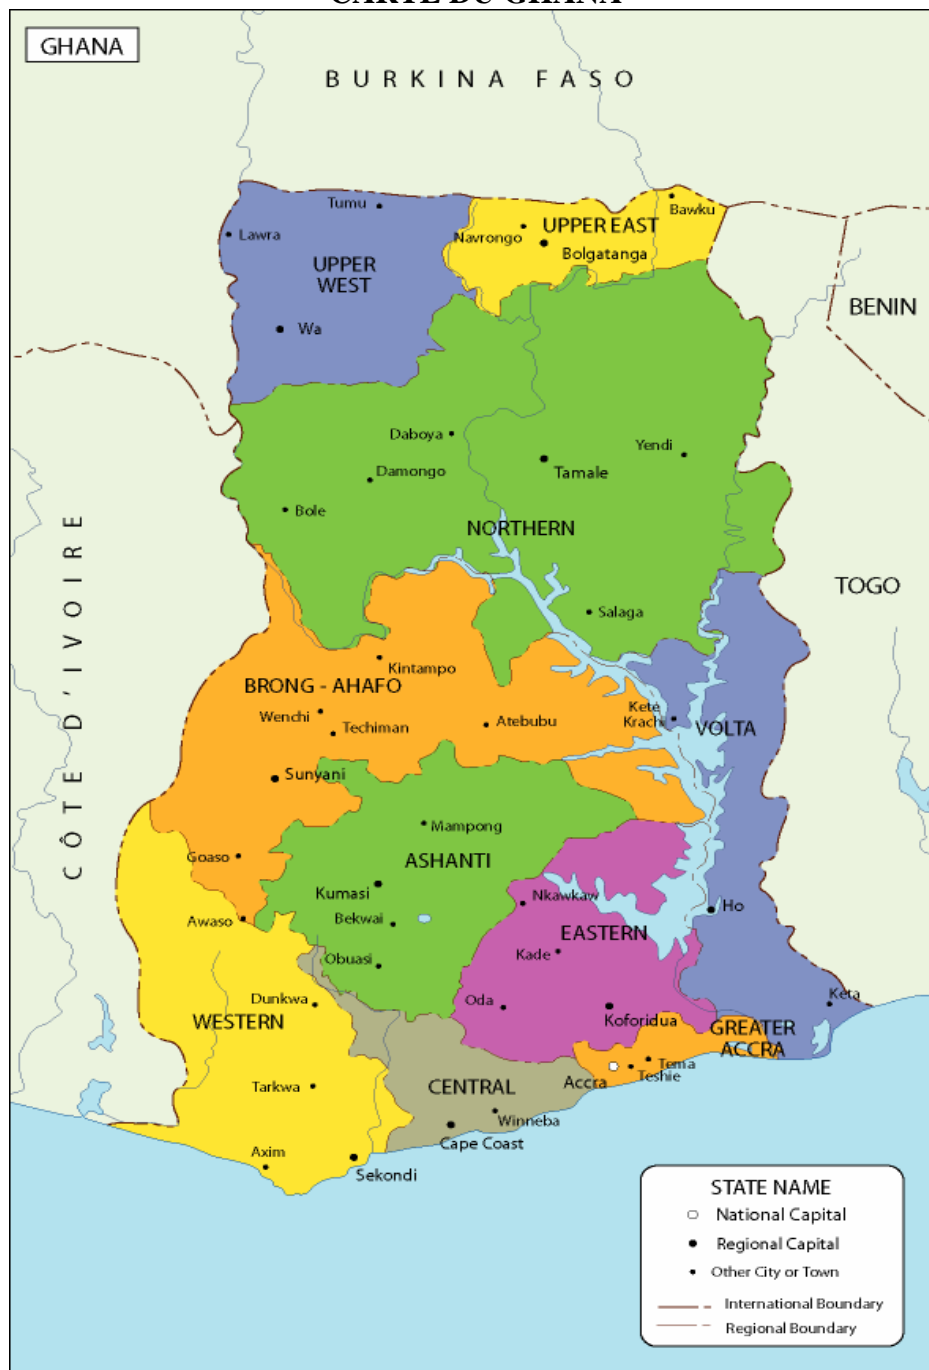 CARTE DU GHANA
GHANA
BURKINA FASO
Tumu
Bawku
Lawra
Navrongo
UPPER EAST
Bolgatanga
UPPER
WEST
BENIN
Wa
Daboya
Yendi
Damongo
Tamale
Bole
NORTHERN
CÔTE D'IVOIRE
TOGO
Salaga
Kintampo
BRONG - AHAFO
Kete
Krachi
Wenchi
Techiman
Atebubu
VOLTA
Sunyani
Mampong
Goaso
ASHANTI
Kumasi
Nkawkaw
Ho
Awaso
Bekwai
EASTERN
Obuasi
Kade
Dunkwa
Oda
Keta
WESTERN
Koforidua
GREATER
ACCRA
Tema
Teshie
Accra
Tarkwa
CENTRAL
Winneba
Cape Coast
Axim
Sekondi
STATE NAME
National Capital
Regional Capital
Other City or Town
International Boundary
Regional Boundary